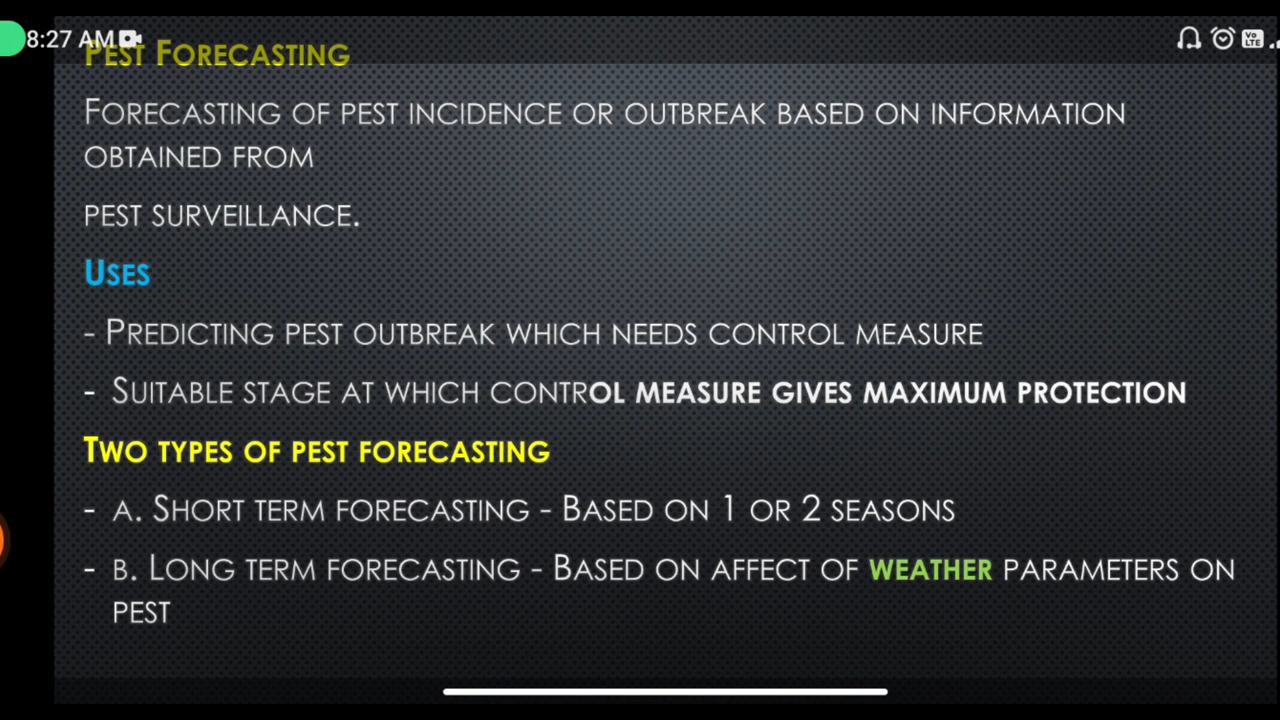 8:27 AM
PEST FORECASTING
FORECASTING OF PEST INCIDENCE OR OUTBREAK BASED ON INFORMATION
OBTAINED FROM
PEST SURVEILLANCE.
USES
- PREDICTING PEST OUTBREAK WHICH NEEDS CONTROL MEASURE
- SUITABLE STAGE AT WHICH CONTROL MEASURE GIVES MAXIMUM PROTECTION
TWO TYPES OF PEST FORECASTING
- A. SHORT TERM FORECASTING - BASED ON 1 OR 2 SEASONS
- B. LONG TERM FORECASTING - BASED ON AFFECT OF WEATHER PARAMETERS ON
PEST